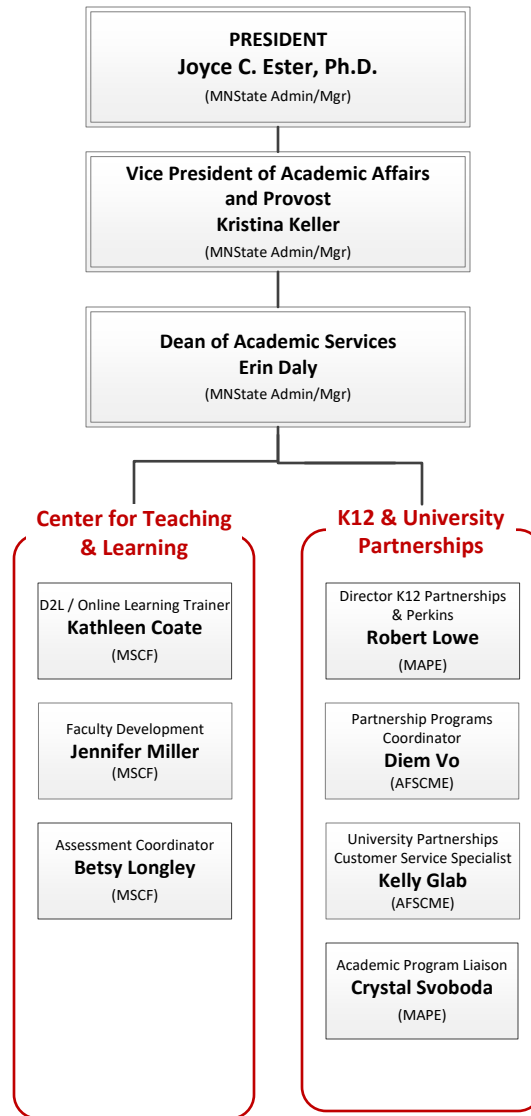 PRESIDENT
Joyce C. Ester, Ph.D.
(MNState Admin/Mgr)
Vice President of Academic Affairs
and Provost
Kristina Keller
(MNState Admin/Mgr)
Dean of Academic Services
Erin Daly
(MNState Admin/Mgr)
Center for Teaching
& Learning
D2L / Online Learning Trainer
Kathleen Coate
(MSCF)
Faculty Development
Jennifer Miller
(MSCF)
Assessment Coordinator
Betsy Longley
(MSCF)
K12 & University
Partnerships
Director K12 Partnerships
& Perkins
Robert Lowe
(MAPE)
Partnership Programs
Coordinator
Diem Vo
(AFSCME)
University Partnerships
Customer Service Specialist
Kelly Glab
(AFSCME)
Academic Program Liaison
Crystal Svoboda
(MAPE)